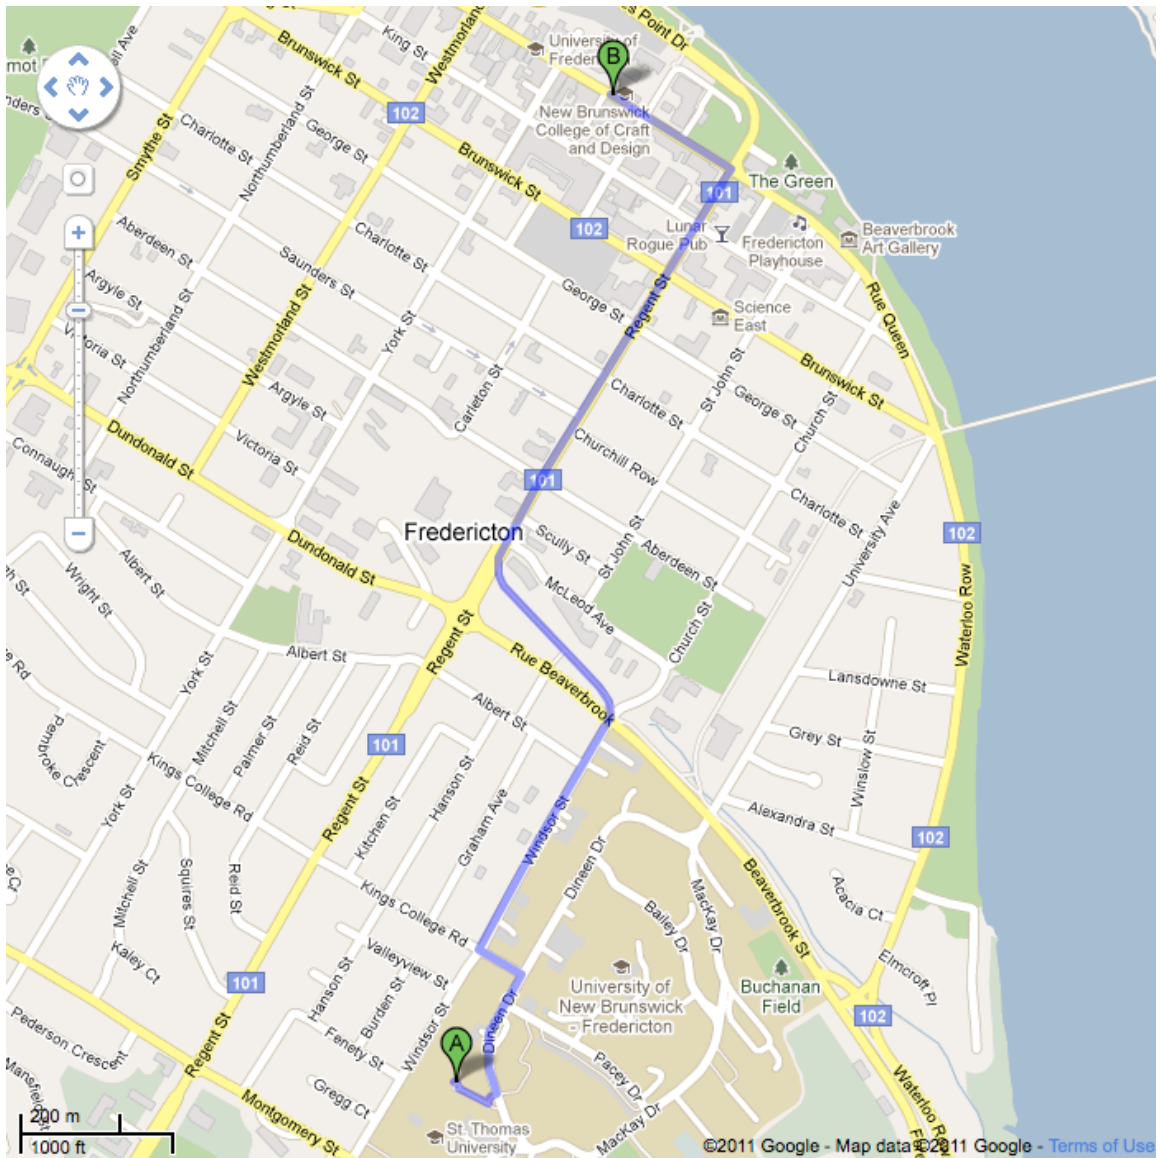 King St
Brunswick St
Westmorland
University of
B
New Brunswick
College of Craft
and Design
102
Smythe St
Northumberland St
Charlotte St
George St
Brunswick St
101
The Green
102
Lunar
Rogue Pub
Fredericton
Playhouse
Beaverbrook
Art Gallery
Aberdeen St
Charlotte St
Saunders St
Argyle St
George St
Regent St
Science
East
Rue Queen
Northumberland St
Westmorland St
York St
St John St
Brunswick St
Argyle St
Carleton St
Charlotte St
George St
Church St
Dundonald St
Victoria St
Churchill Row
101
Charlotte St
University Ave
Fredericton
Scully St
St John St
Aberdeen St
102
Albert St
Wright St
Dundonald St
McLeod Ave
Church St
Waterloo Row
Regent St
Rue Beaverbrook
York St
Albert St
Lansdowne St
Pembroke Crescent
Mitchell St
Palmer St
Reid St
Albert St
101
Grey St
Winslow St
Kings College Rd
Hanson St
York St
Regent St
Kitchen St
Graham Ave
Windsor St
Alexandra St
102
Mitchell St
Squires St
Reid St
Kings College Rd
Dineen Dr
Bailey Dr
MacKay Dr
Beaverbrook St
Acacia Ct
Kaley Ct
Valleyview St
Elmcroft Pl
101
Hanson St
Burden St
Windsor St
University of
New Brunswick
- Fredericton
Buchanan
Field
102
Pederson Crescent
Regent St
Fenety St
A
Dineen Dr
Pacey Dr
Gregg Ct
Montgomery St
St. Thomas
University
MacKay Dr
Waterloo Row
200 m
1000 ft
©2011 Google - Map data ©2011 Google - Terms of Use